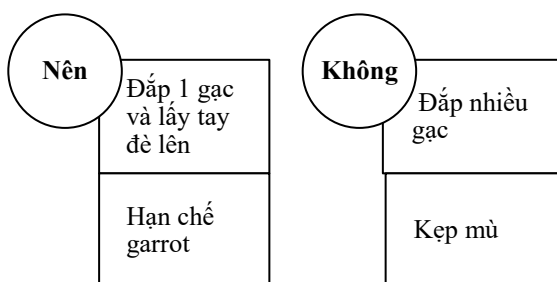 Nên
Đắp 1 gạc
và lấy tay
đè lên
Hạn chế
garrot
Không
Đắp nhiều
gạc
Kẹp mù